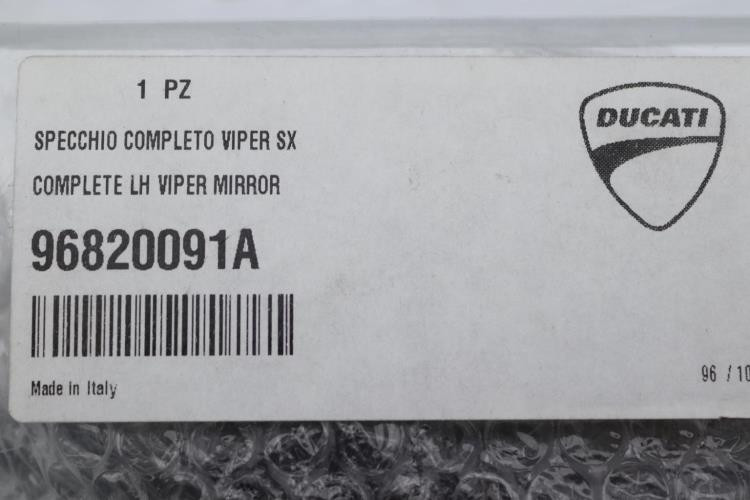 1 PZ
DUCATI
SPECCHIO COMPLETO VIPER SX
COMPLETE LH VIPER MIRROR
96820091A
Made in Italy
96 / 10